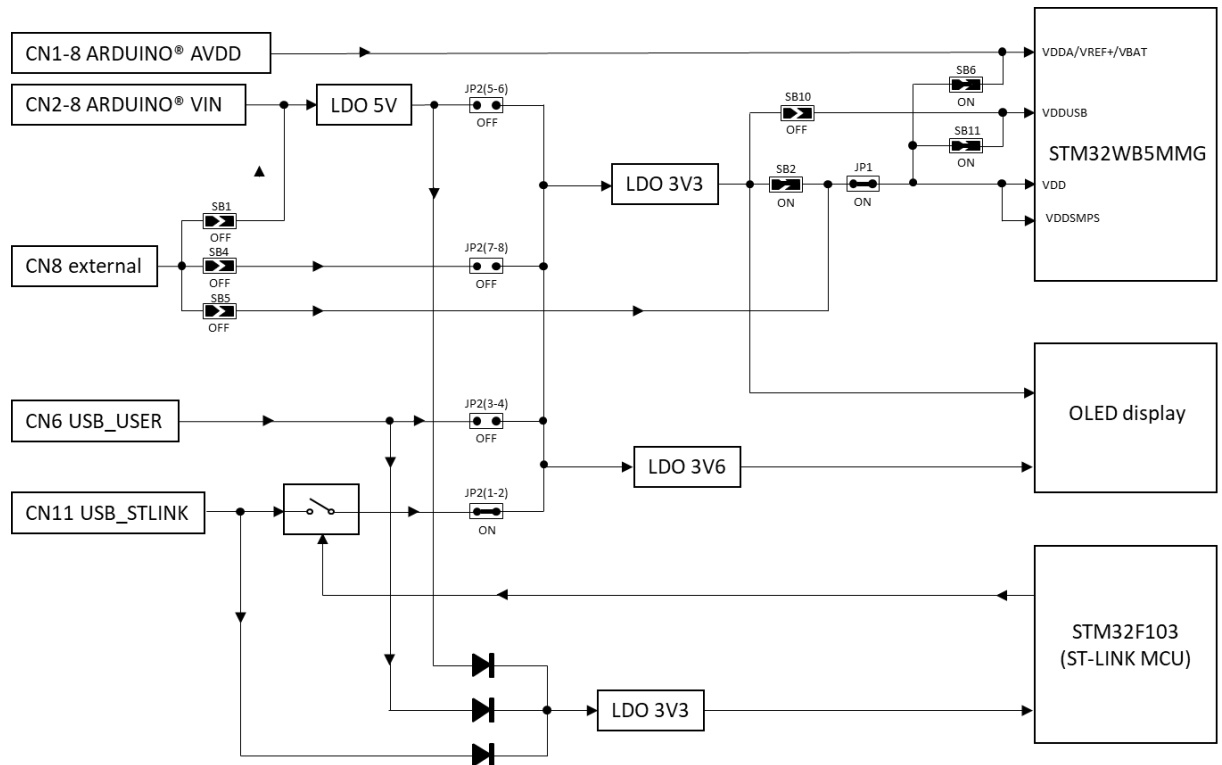 CN1-8 ARDUINO® AVDD
CN2-8 ARDUINO® VIN
LDO 5V
JP2(5-6)
OFF
SB1
OFF
CN8 external
SB4
OFF
SB5
OFF
JP2(7-8)
OFF
LDO 3V3
SB10
OFF
SB2
ON
JP1
ON
SB6
ON
SB11
ON
VDDA/VREF+/VBAT
VDDUSB
STM32WB5MMG
VDD
VDDSMPS
CN6 USB_USER
JP2(3-4)
OFF
LDO 3V6
OLED display
CN11 USB_STLINK
JP2(1-2)
ON
STM32F103
(ST-LINK MCU)
LDO 3V3